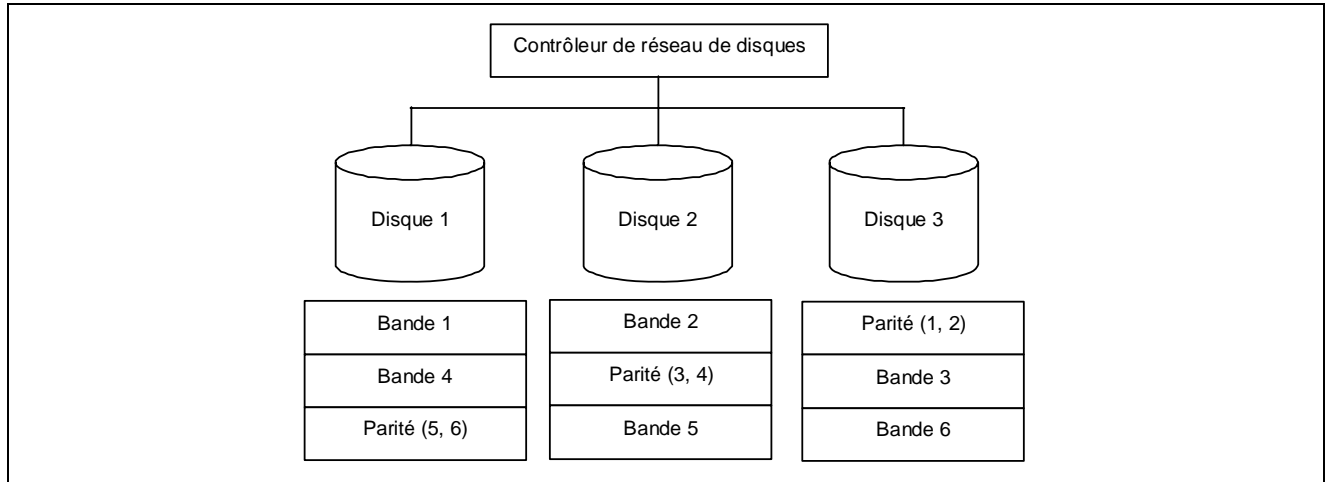 Contrôleur de réseau de disques
Disque 1
Disque 2
Disque 3
Bande 1
Bande 2
Parité (1, 2)
Bande 4
Parité (3, 4)
Bande 3
Parité (5, 6)
Bande 5
Bande 6